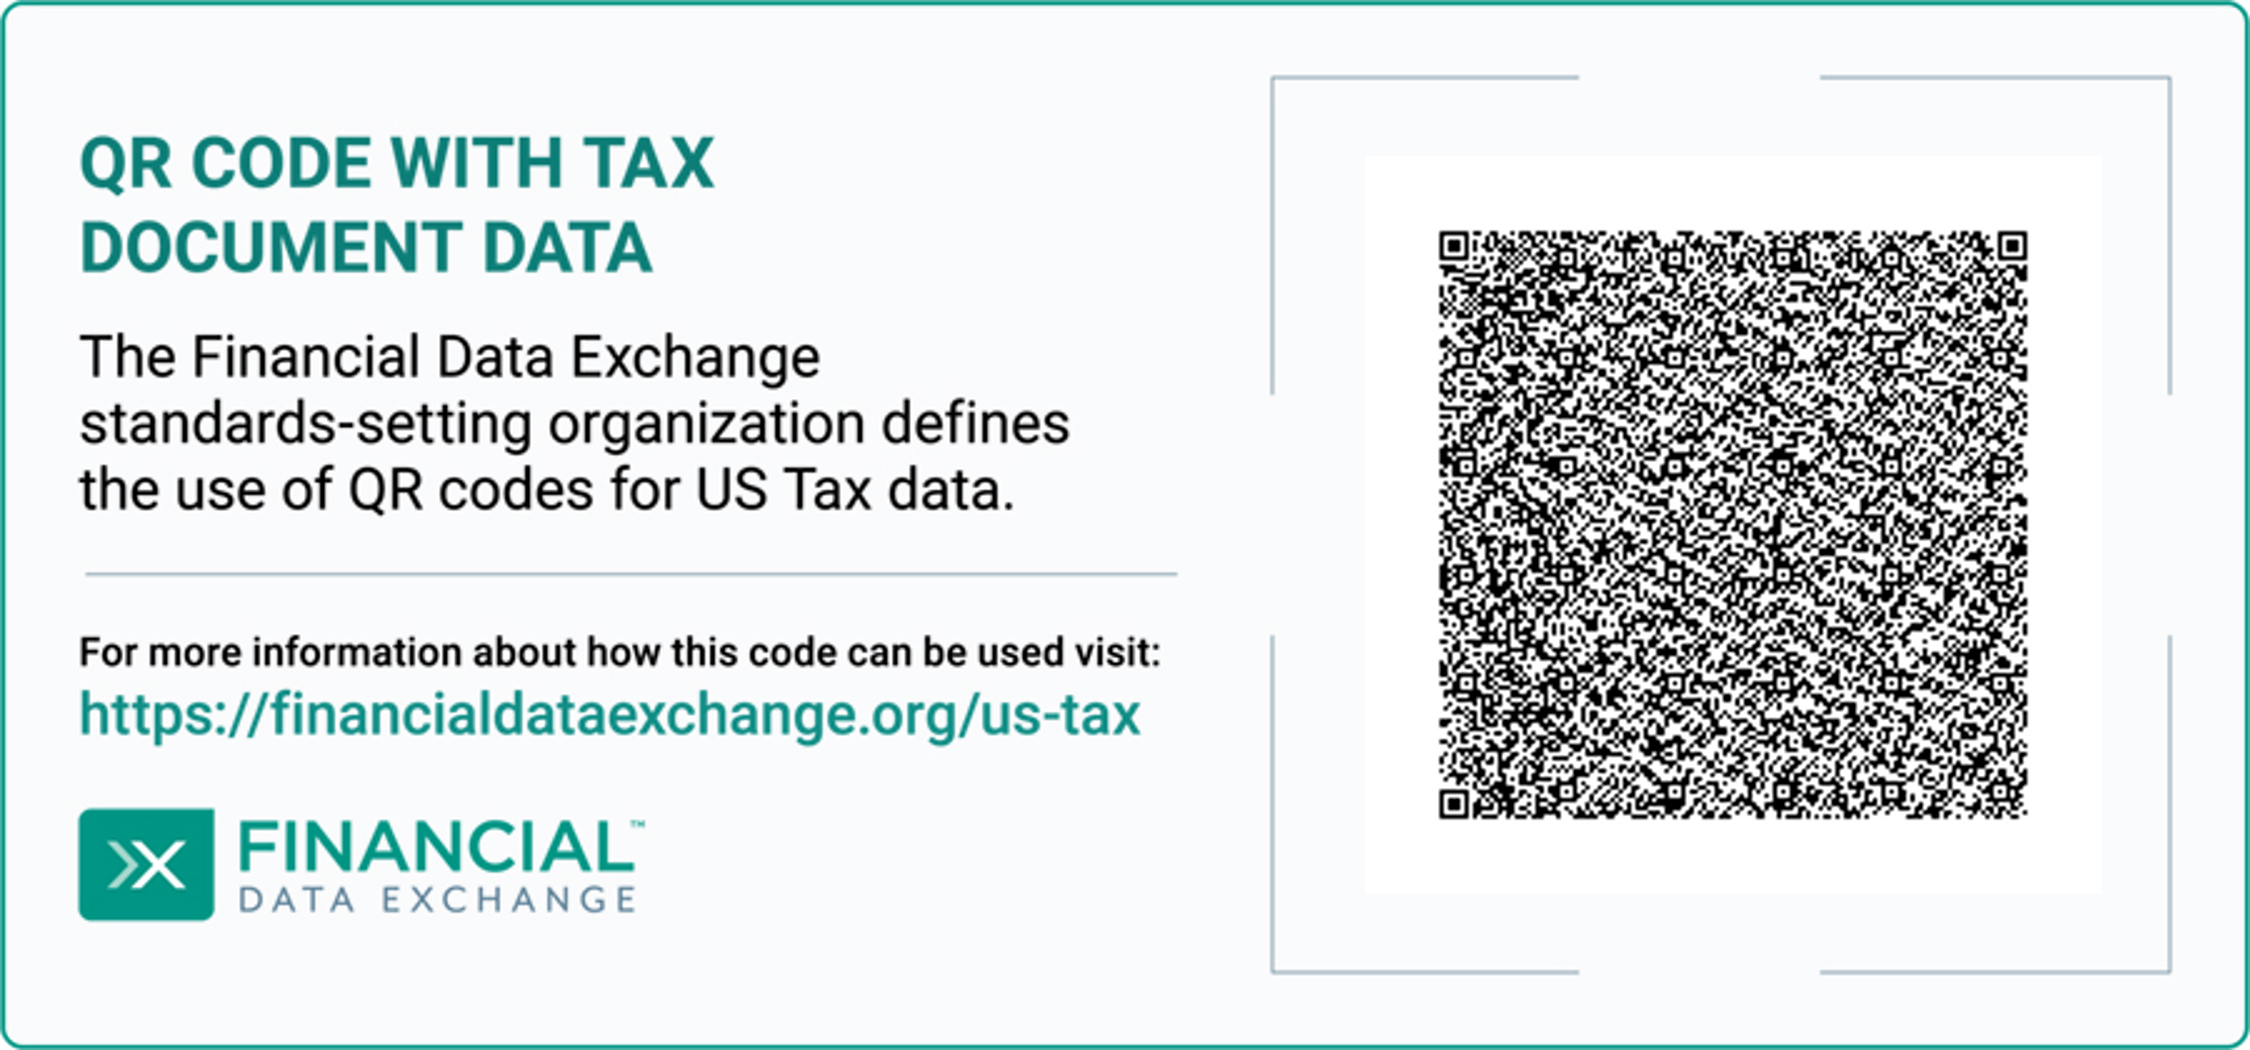 QR CODE WITH TAX
DOCUMENT DATA
The Financial Data Exchange
standards-setting organization defines
the use of QR codes for US Tax data.
For more information about how this code can be used visit:
https://financialdataexchange.org/us-tax
FINANCIAL™
DATA EXCHANGE